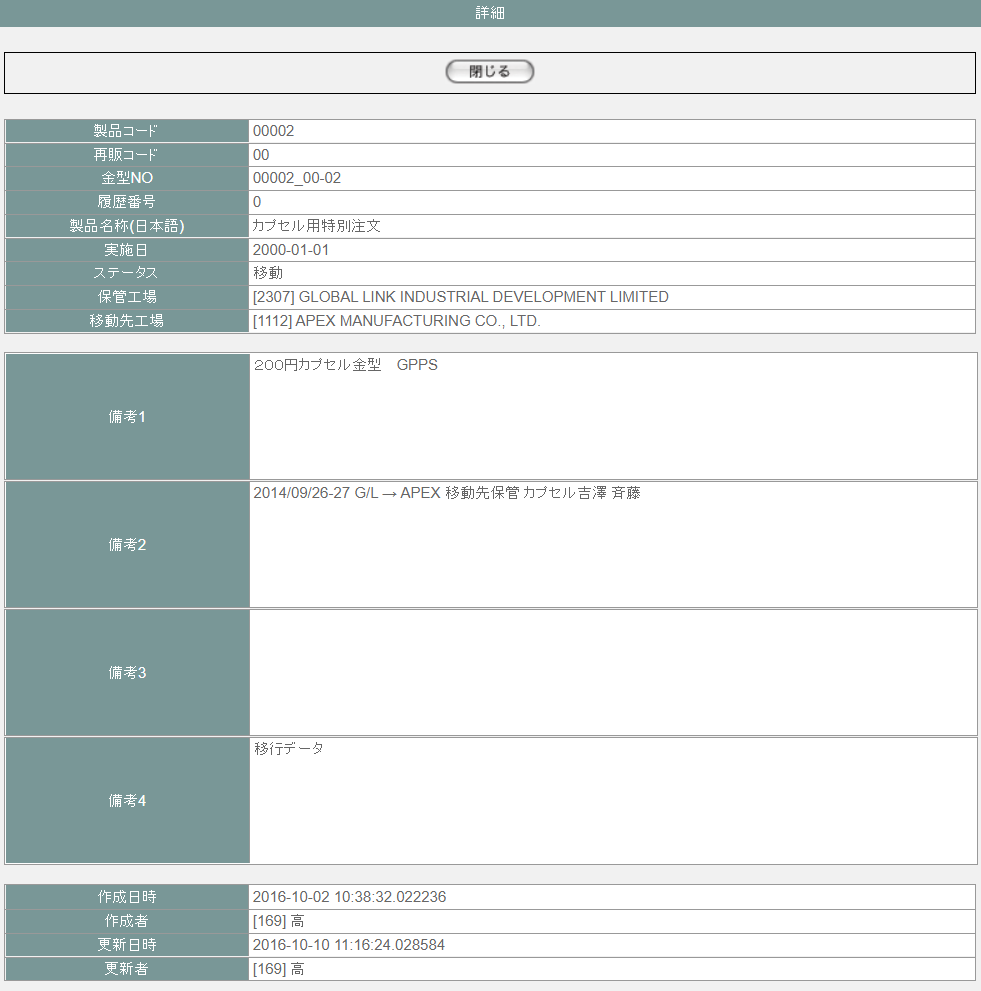 詳細
閉じる
製品コード 00002
再販コード 00
金型NO 00002_00-02
履歴番号 0
製品名称(日本語) カプセル用特別注文
実施日 2000-01-01
ステータス 移動
保管工場 [2307] GLOBAL LINK INDUSTRIAL DEVELOPMENT LIMITED
移動先工場 [1112] APEX MANUFACTURING CO., LTD.
備考1 200円カプセル金型　GPPS
備考2 2014/09/26-27 G/L → APEX 移動先保管 カプセル吉澤 斉藤
備考3
備考4 移行データ
作成日時 2016-10-02 10:38:32.022236
作成者 [169] 高
更新日時 2016-10-10 11:16:24.028584
更新者 [169] 高